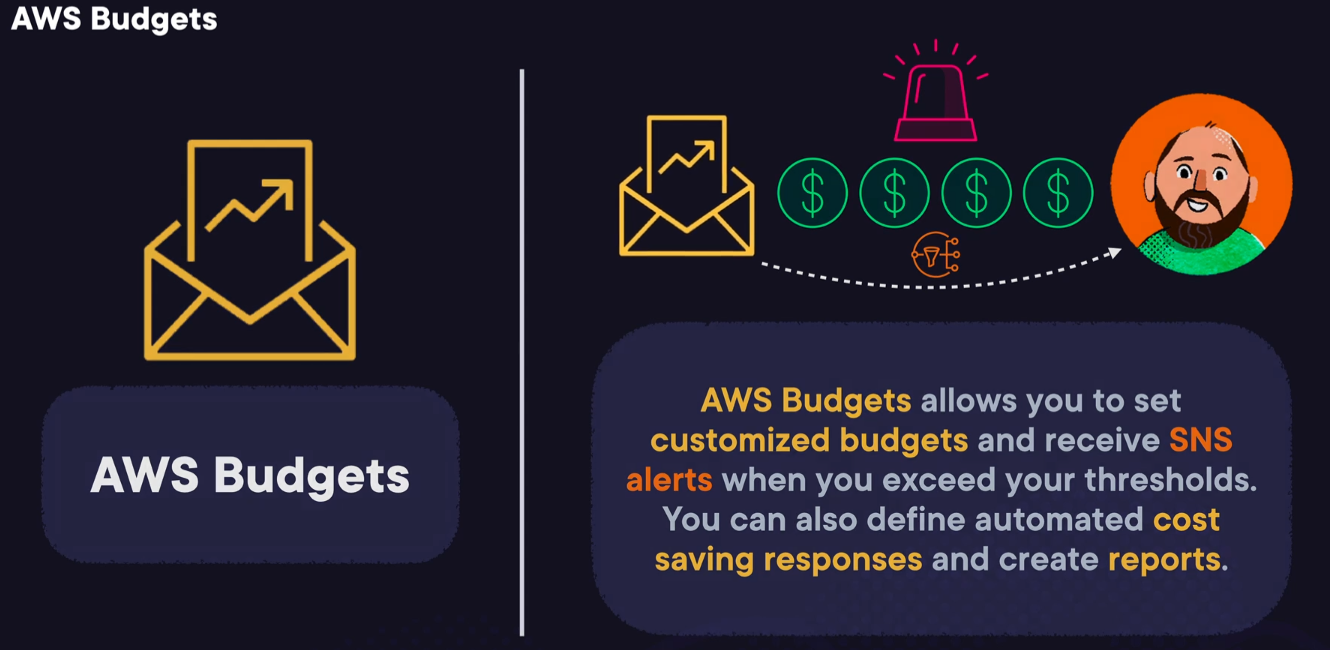 AWS Budgets
AWS Budgets
AWS Budgets allows you to set
customized budgets and receive SNS
alerts when you exceed your thresholds.
You can also define automated cost
saving responses and create reports.